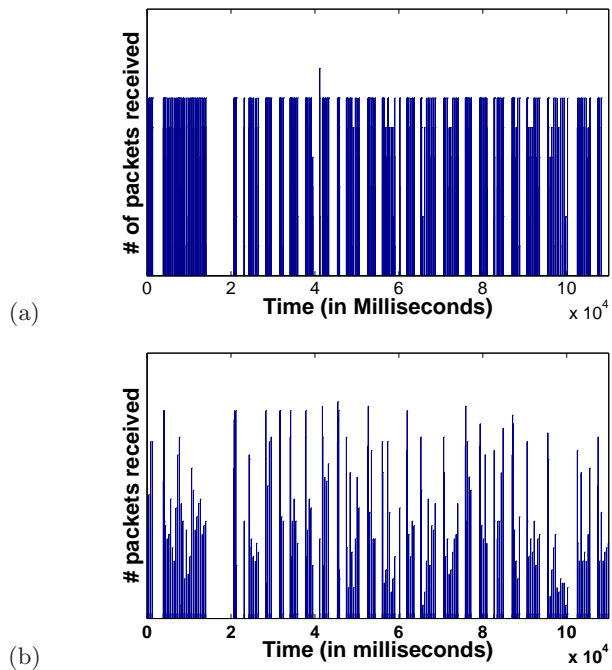 # of packets received
0 2 4 6 8 10
x 10^4
Time (in Milliseconds)
(a)
# packets received
0 2 4 6 8 10
x 10^4
Time (in milliseconds)
(b)